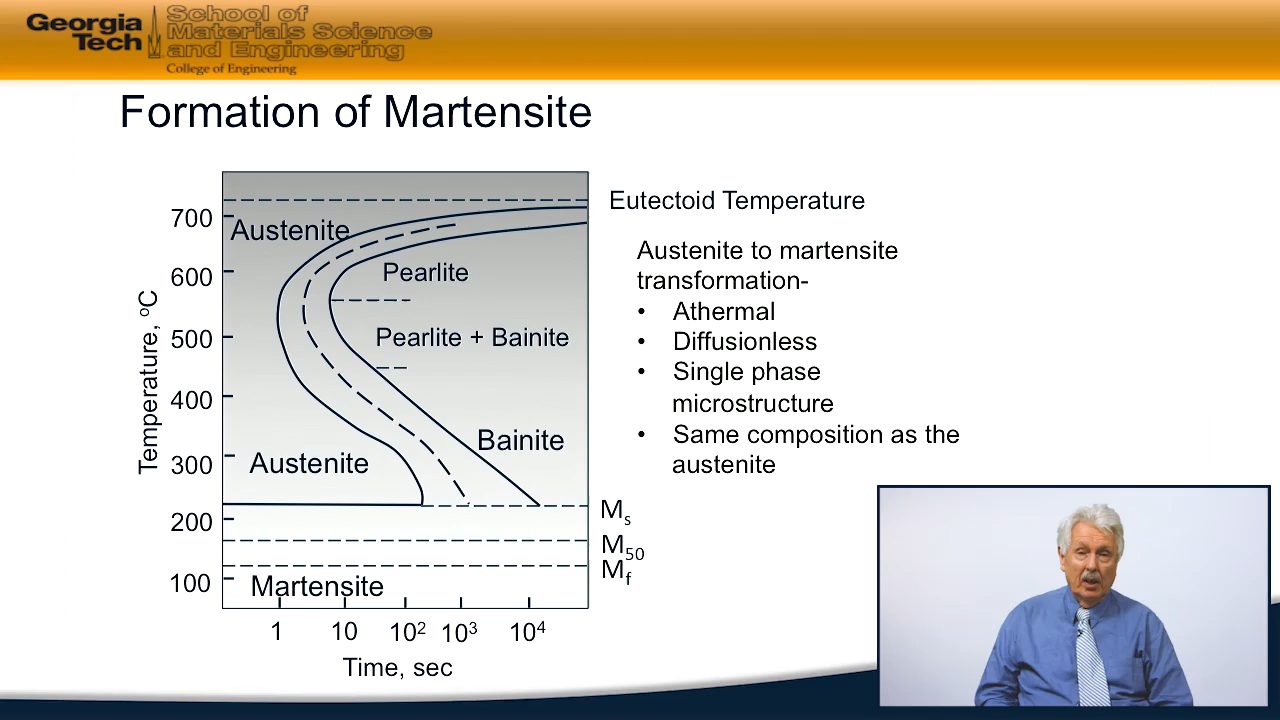 Georgia Tech
School of
Materials Science
and Engineering
College of Engineering
Formation of Martensite
Eutectoid Temperature
700
Austenite
Austenite to martensite
transformation-
600
Pearlite
• Athermal
500
Pearlite + Bainite
• Diffusionless
• Single phase
microstructure
400
Bainite
• Same composition as the
austenite
300
Austenite
Temperature, ºC
Ms
200
M50
Mf
100
Martensite
1 10 10² 10³ 10⁴
Time, sec